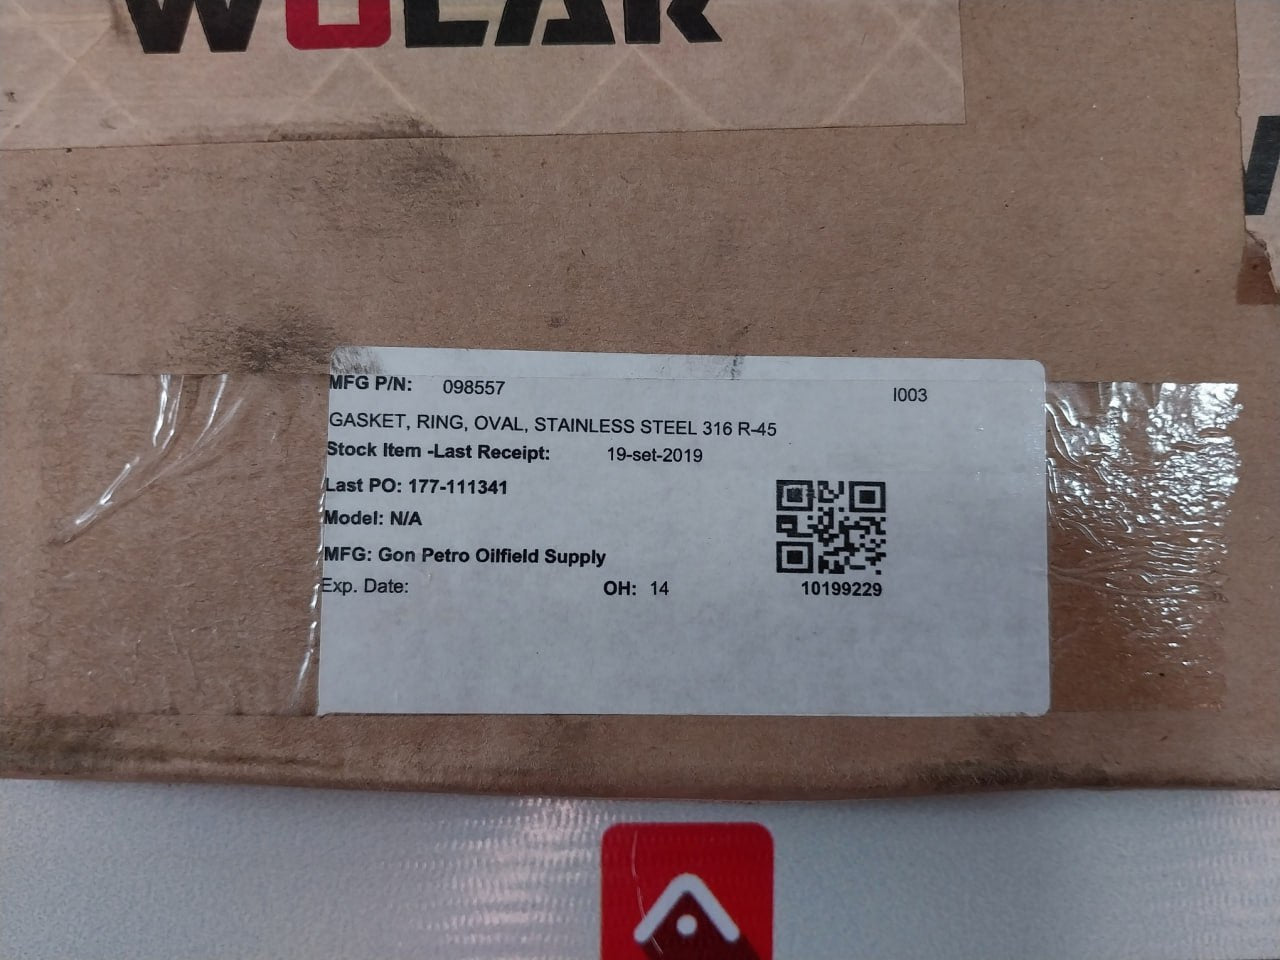 WOLAR
MFG P/N: 098557 I003
GASKET, RING, OVAL, STAINLESS STEEL 316 R-45
Stock Item -Last Receipt: 19-set-2019
Last PO: 177-111341
Model: N/A
MFG: Gon Petro Oilfield Supply
Exp. Date: OH: 14
10199229